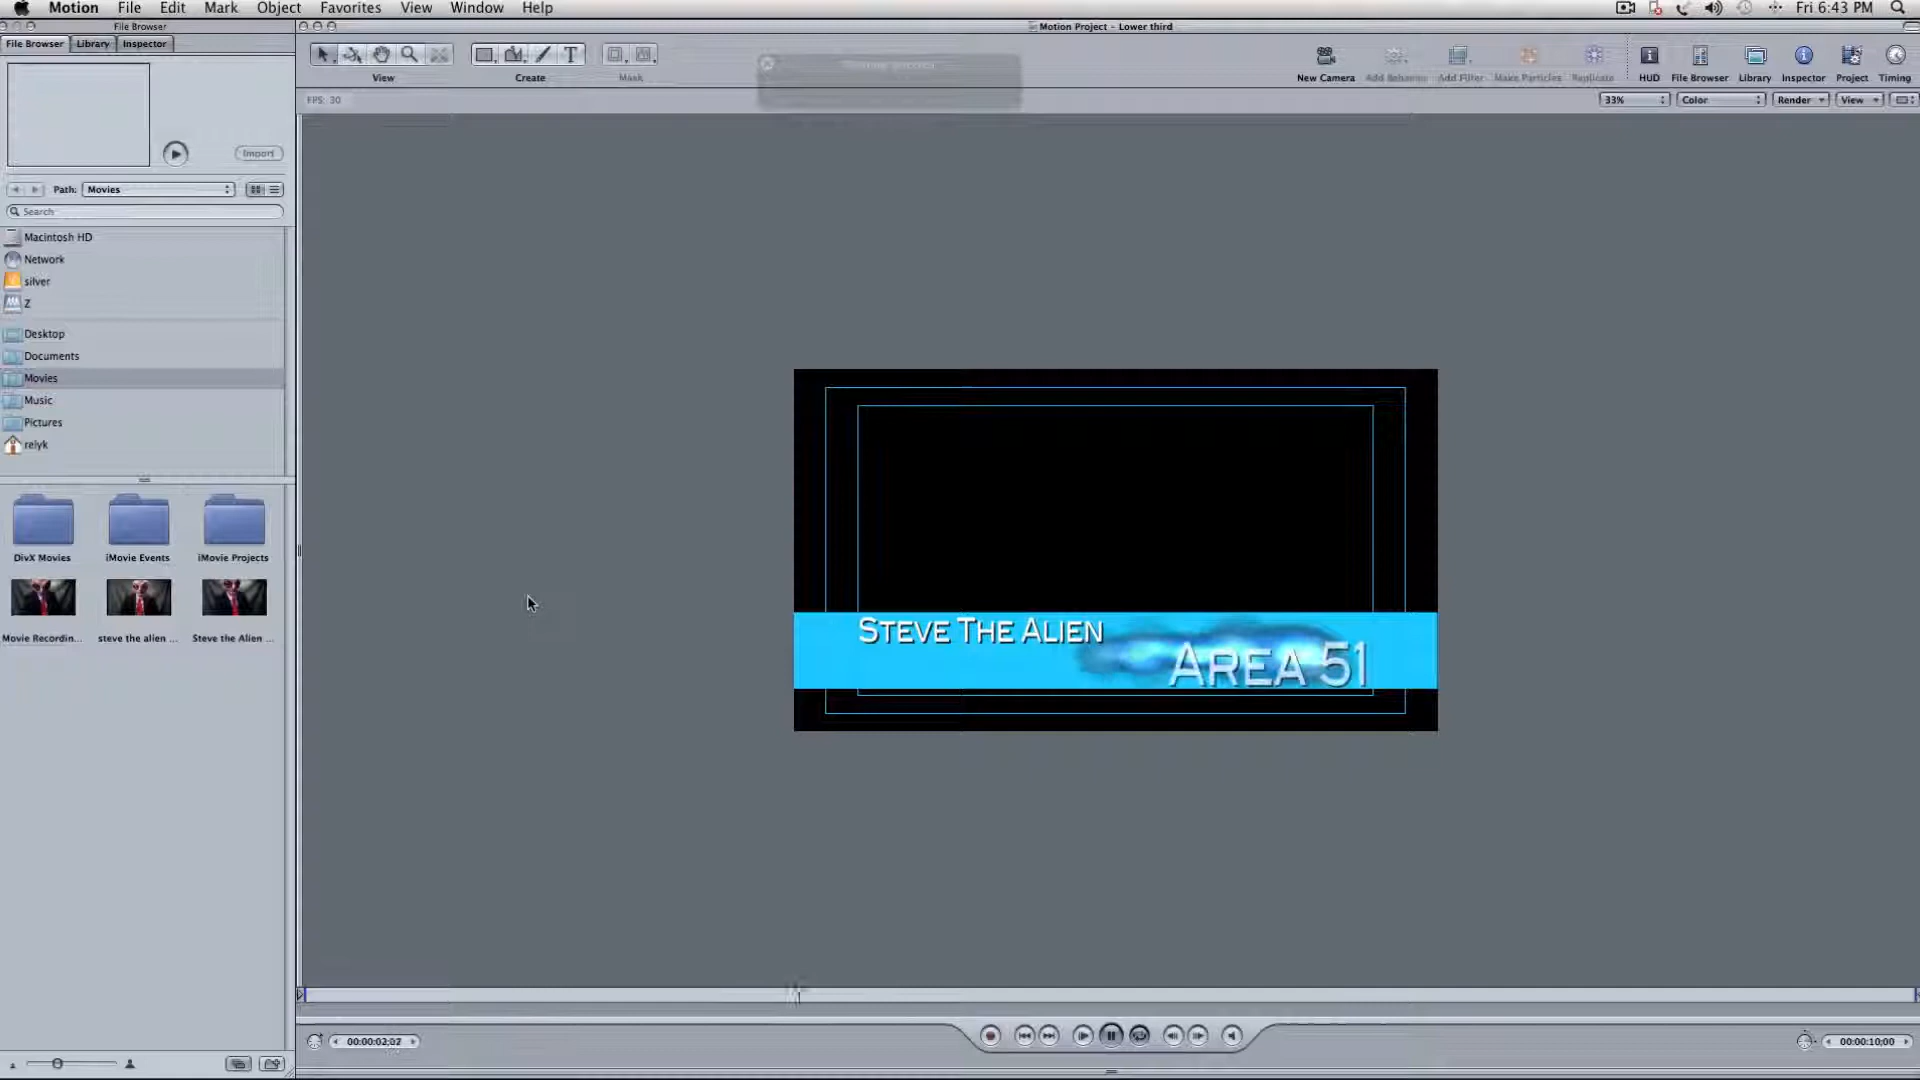 Motion File Edit Mark Object Favorites View Window Help Fri 6:43 PM
File Browser
Motion Project – Lower third
File Browser Library Inspector
View Create Mask
New Camera Add Behavior Add Filter Make Particles Replicate HUD File Browser Library Inspector Project Timing
FPS: 30
33% Color Render View
Import
Path: Movies
Search
Macintosh HD
Network
silver
Z
Desktop
Documents
Movies
Music
Pictures
relyk
DivX Movies iMovie Events iMovie Projects
Movie Recordin... steve the alien ... Steve the Alien ...
Steve The Alien
Area 51
00:00:02;02
00:00:10;00